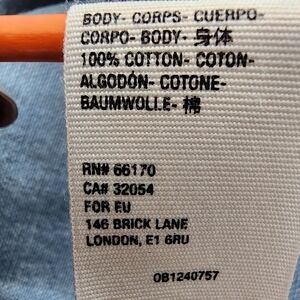 BODY- CORPS- CUERPO-
CORPO- BODY- 身体
100% COTTON- COTON-
ALGODÓN- COTONE-
BAUMWOLLE- 棉
RN# 66170
CA# 32054
FOR EU
146 BRICK LANE
LONDON, E1 6RU
OB1240757